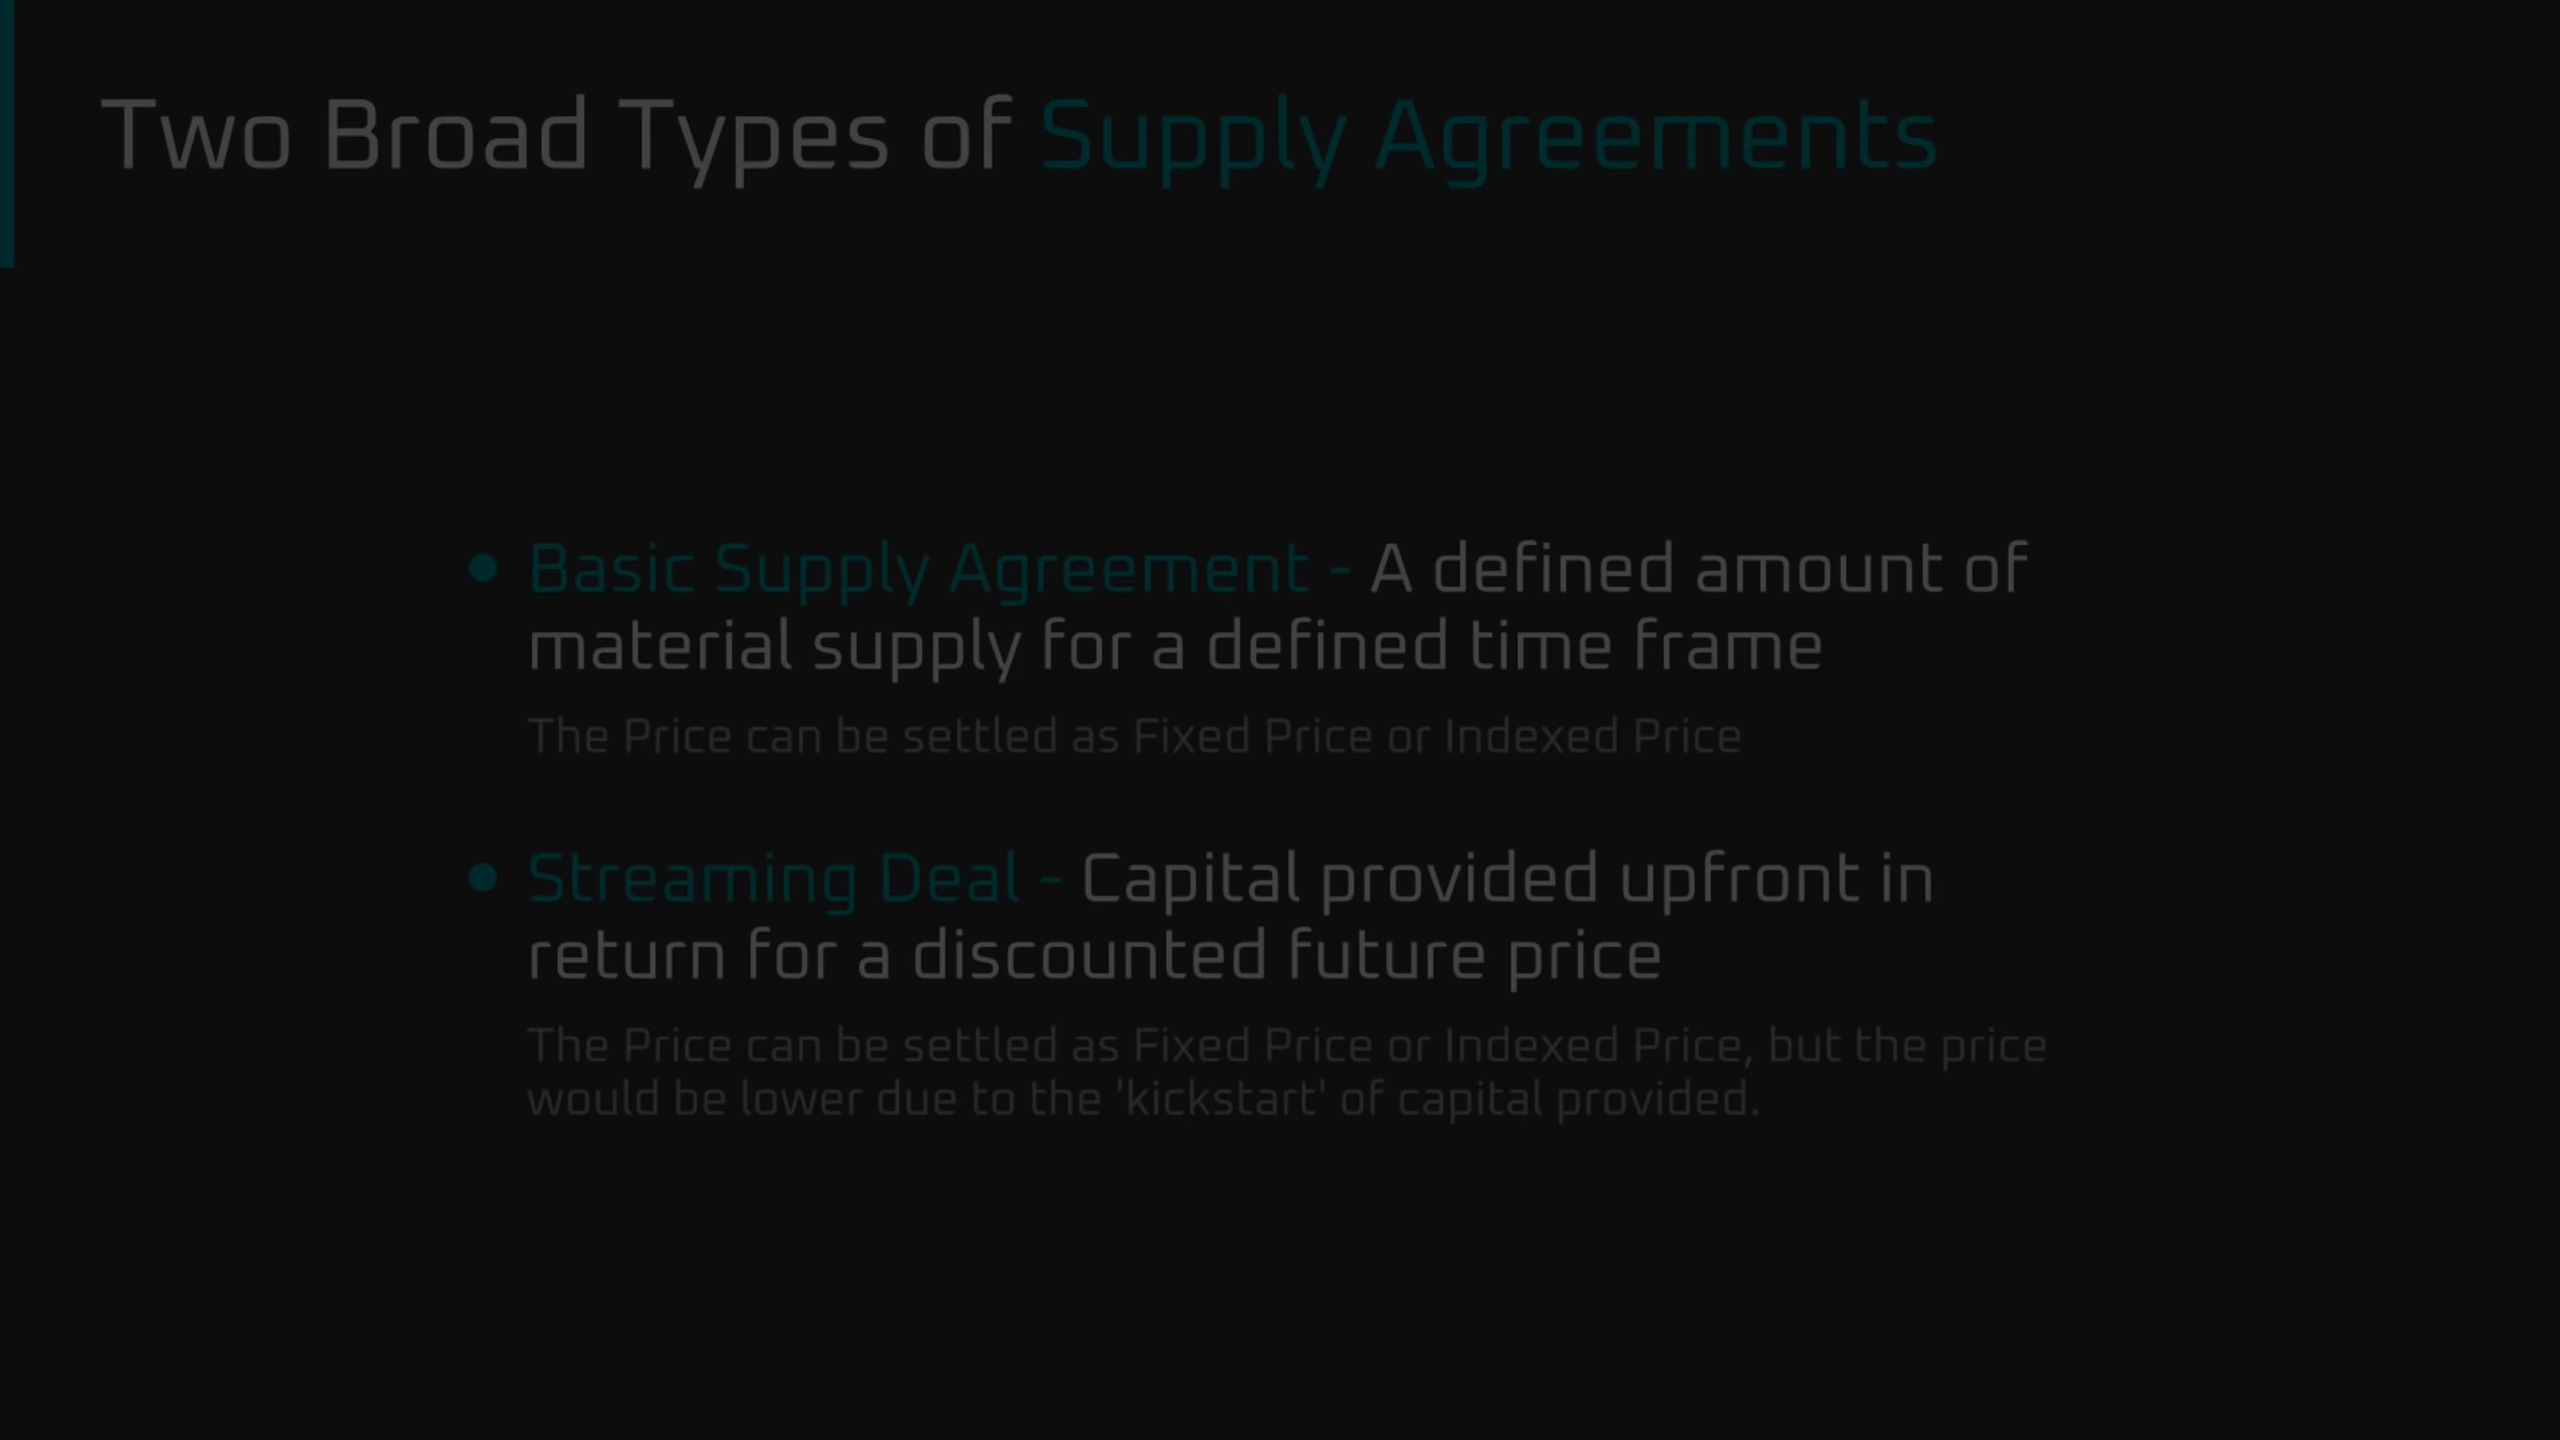 Two Broad Types of Supply Agreements
• Basic Supply Agreement - A defined amount of
material supply for a defined time frame
The Price can be settled as Fixed Price or Indexed Price
• Streaming Deal - Capital provided upfront in
return for a discounted future price
The Price can be settled as Fixed Price or Indexed Price, but the price
would be lower due to the 'kickstart' of capital provided.